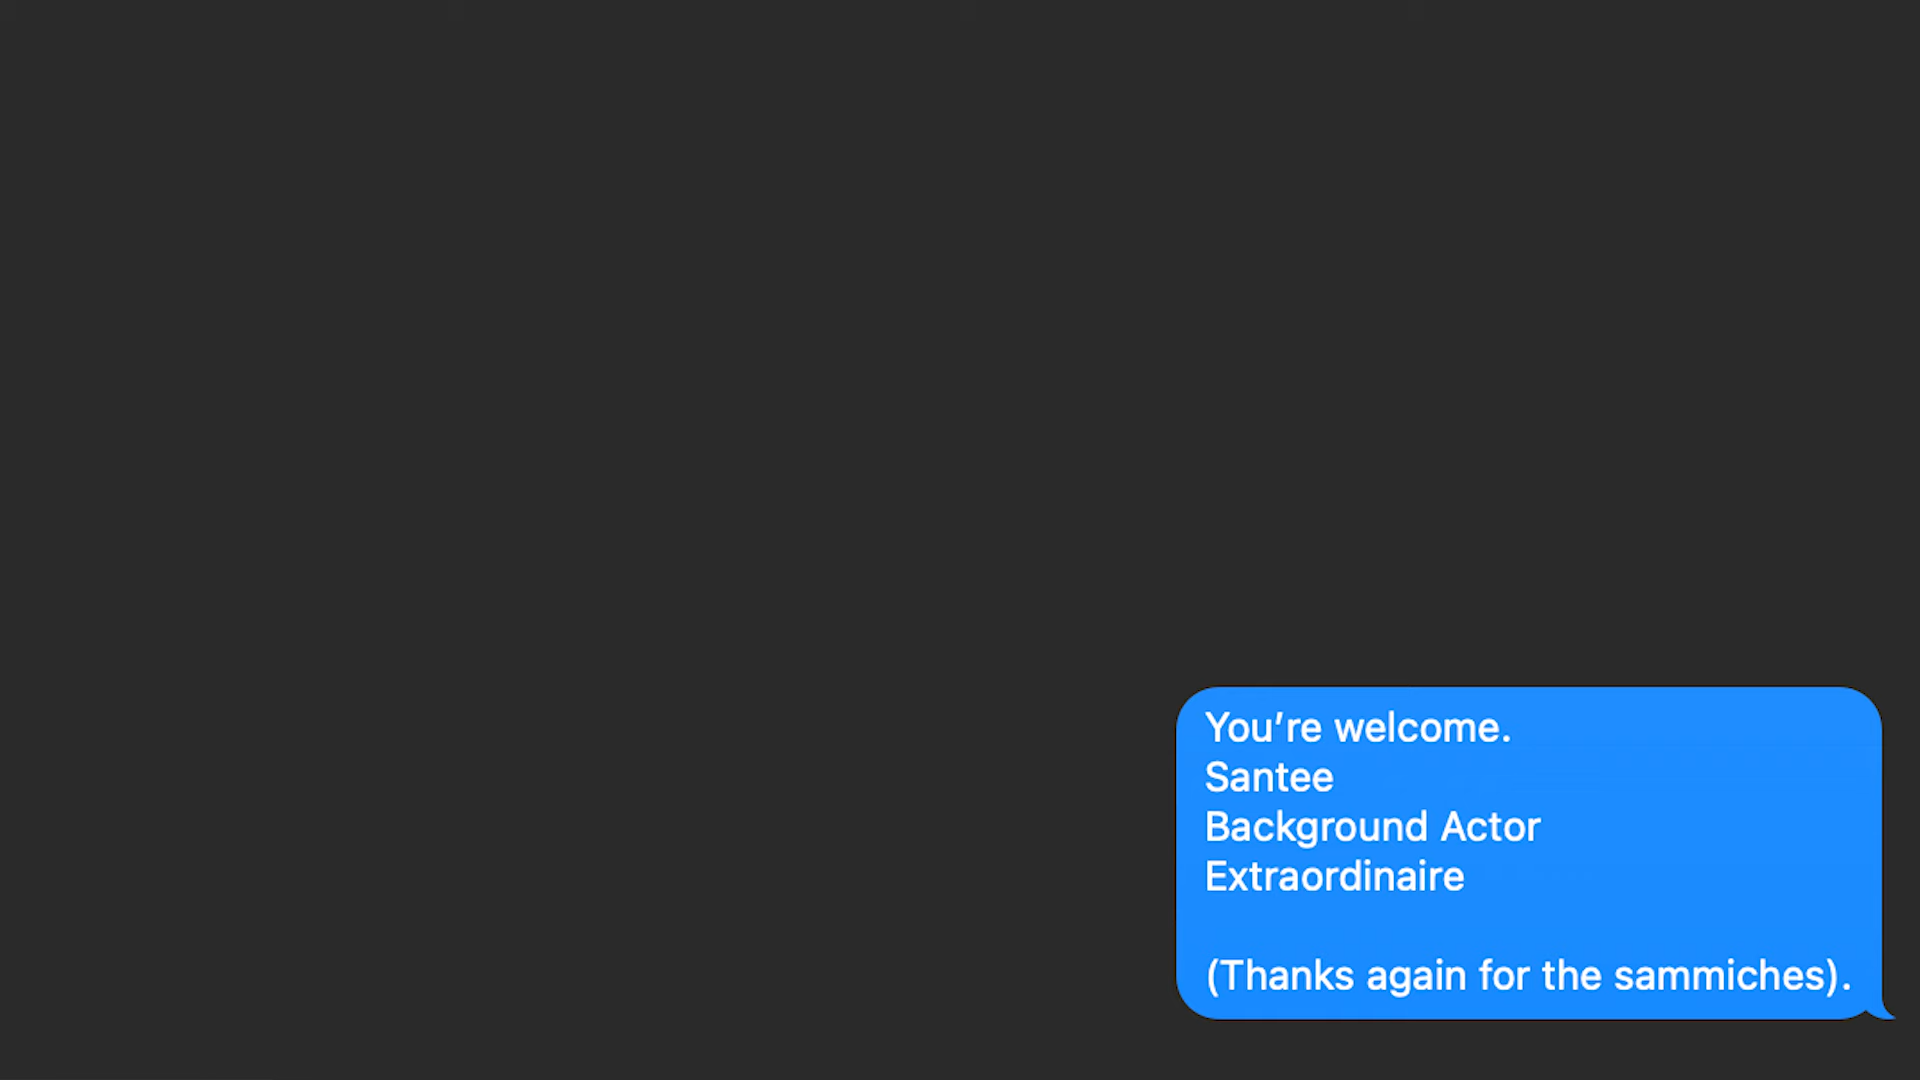 You’re welcome.
Santee
Background Actor
Extraordinaire
(Thanks again for the sammiches).